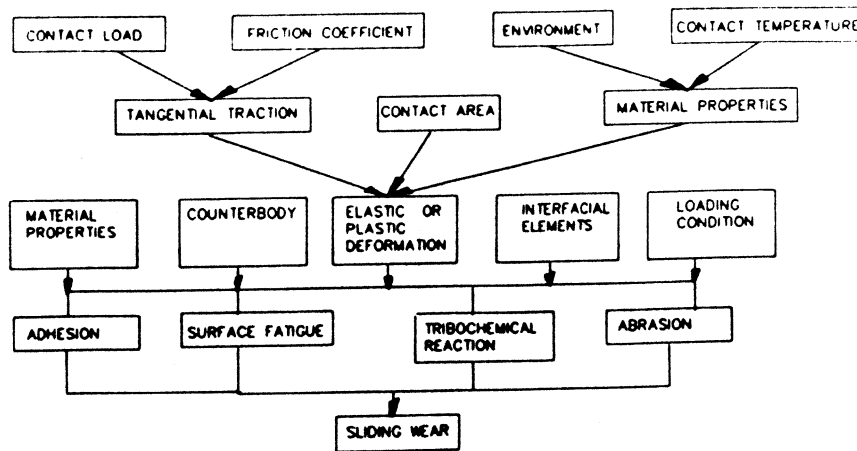 CONTACT LOAD
FRICTION COEFFICIENT
ENVIRONMENT
CONTACT TEMPERATURE
TANGENTIAL TRACTION
CONTACT AREA
MATERIAL PROPERTIES
MATERIAL
PROPERTIES
COUNTERBODY
ELASTIC OR
PLASTIC
DEFORMATION
INTERFACIAL
ELEMENTS
LOADING
CONDITION
ADHESION
SURFACE FATIGUE
TRIBOCHEMICAL
REACTION
ABRASION
SLIDING WEAR